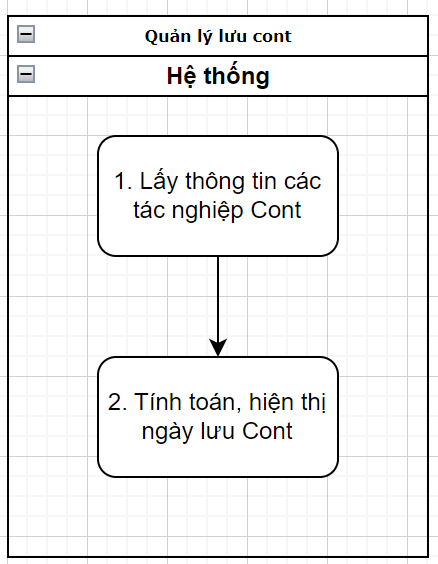 Quản lý lưu cont
Hệ thống
1. Lấy thông tin các
tác nghiệp Cont
2. Tính toán, hiện thị
ngày lưu Cont